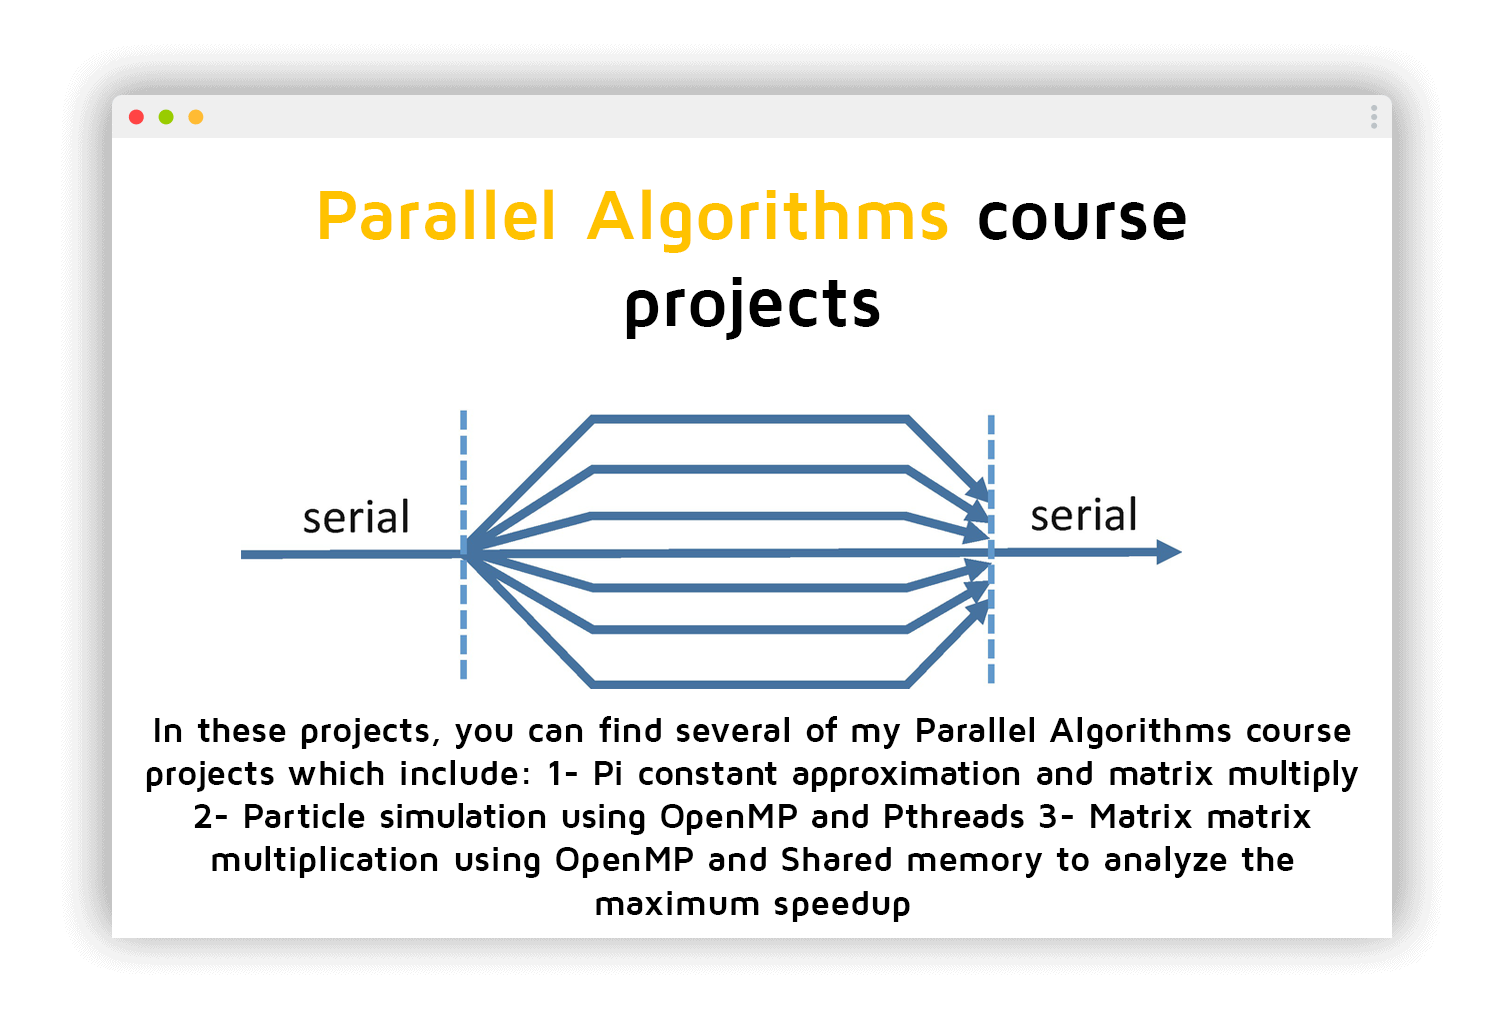 Parallel Algorithms course
projects
serial
serial
In these projects, you can find several of my Parallel Algorithms course
projects which include: 1- Pi constant approximation and matrix multiply
2- Particle simulation using OpenMP and Pthreads 3- Matrix matrix
multiplication using OpenMP and Shared memory to analyze the
maximum speedup